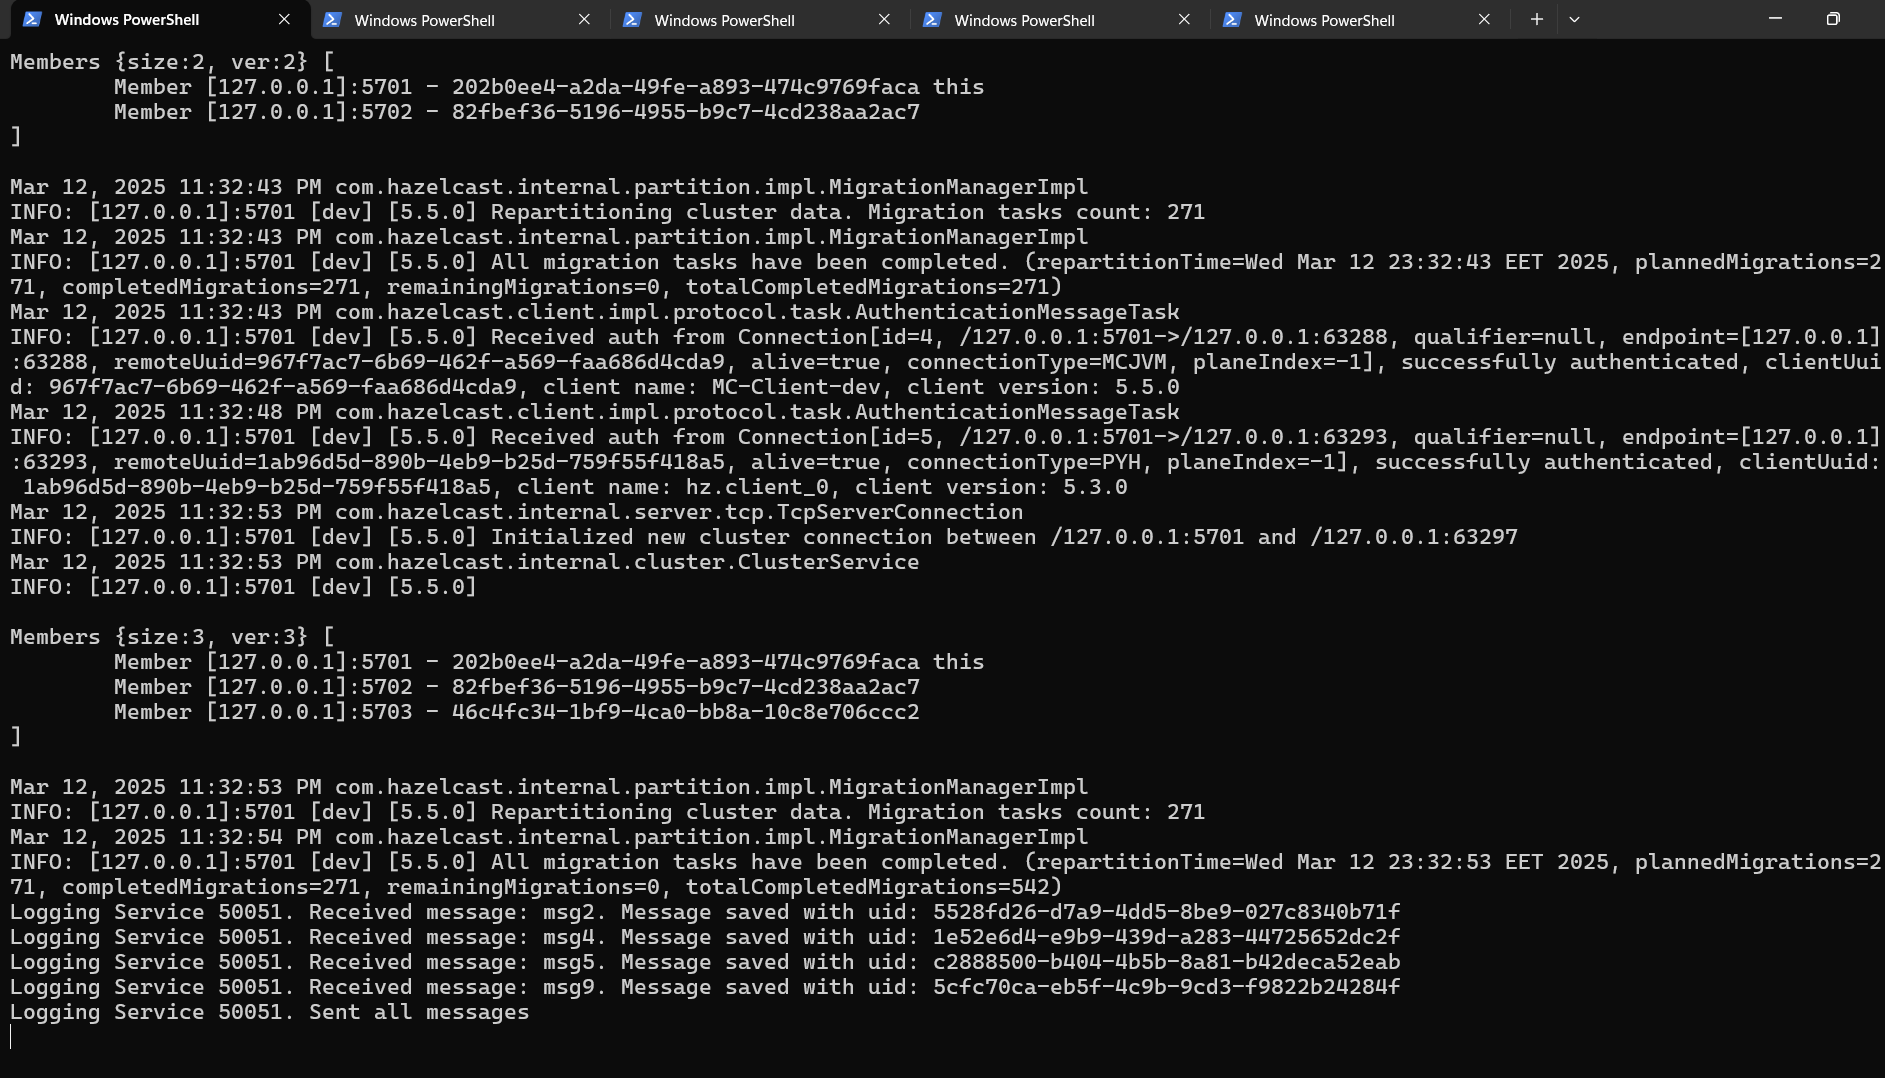 Windows PowerShell
Windows PowerShell
Windows PowerShell
Windows PowerShell
Windows PowerShell
Members {size:2, ver:2} [
        Member [127.0.0.1]:5701 - 202b0ee4-a2da-49fe-a893-474c9769faca this
        Member [127.0.0.1]:5702 - 82fbef36-5196-4955-b9c7-4cd238aa2ac7
]
Mar 12, 2025 11:32:43 PM com.hazelcast.internal.partition.impl.MigrationManagerImpl
INFO: [127.0.0.1]:5701 [dev] [5.5.0] Repartitioning cluster data. Migration tasks count: 271
Mar 12, 2025 11:32:43 PM com.hazelcast.internal.partition.impl.MigrationManagerImpl
INFO: [127.0.0.1]:5701 [dev] [5.5.0] All migration tasks have been completed. (repartitionTime=Wed Mar 12 23:32:43 EET 2025, plannedMigrations=2
71, completedMigrations=271, remainingMigrations=0, totalCompletedMigrations=271)
Mar 12, 2025 11:32:43 PM com.hazelcast.client.impl.protocol.task.AuthenticationMessageTask
INFO: [127.0.0.1]:5701 [dev] [5.5.0] Received auth from Connection[id=4, /127.0.0.1:5701->/127.0.0.1:63288, qualifier=null, endpoint=[127.0.0.1]
:63288, remoteUuid=967f7ac7-6b69-462f-a569-faa686d4cda9, alive=true, connectionType=MCJVM, planeIndex=-1], successfully authenticated, clientUui
d: 967f7ac7-6b69-462f-a569-faa686d4cda9, client name: MC-Client-dev, client version: 5.5.0
Mar 12, 2025 11:32:48 PM com.hazelcast.client.impl.protocol.task.AuthenticationMessageTask
INFO: [127.0.0.1]:5701 [dev] [5.5.0] Received auth from Connection[id=5, /127.0.0.1:5701->/127.0.0.1:63293, qualifier=null, endpoint=[127.0.0.1]
:63293, remoteUuid=1ab96d5d-890b-4eb9-b25d-759f55f418a5, alive=true, connectionType=PYH, planeIndex=-1], successfully authenticated, clientUuid:
 1ab96d5d-890b-4eb9-b25d-759f55f418a5, client name: hz.client_0, client version: 5.3.0
Mar 12, 2025 11:32:53 PM com.hazelcast.internal.server.tcp.TcpServerConnection
INFO: [127.0.0.1]:5701 [dev] [5.5.0] Initialized new cluster connection between /127.0.0.1:5701 and /127.0.0.1:63297
Mar 12, 2025 11:32:53 PM com.hazelcast.internal.cluster.ClusterService
INFO: [127.0.0.1]:5701 [dev] [5.5.0]
Members {size:3, ver:3} [
        Member [127.0.0.1]:5701 - 202b0ee4-a2da-49fe-a893-474c9769faca this
        Member [127.0.0.1]:5702 - 82fbef36-5196-4955-b9c7-4cd238aa2ac7
        Member [127.0.0.1]:5703 - 46c4fc34-1bf9-4ca0-bb8a-10c8e706ccc2
]
Mar 12, 2025 11:32:53 PM com.hazelcast.internal.partition.impl.MigrationManagerImpl
INFO: [127.0.0.1]:5701 [dev] [5.5.0] Repartitioning cluster data. Migration tasks count: 271
Mar 12, 2025 11:32:54 PM com.hazelcast.internal.partition.impl.MigrationManagerImpl
INFO: [127.0.0.1]:5701 [dev] [5.5.0] All migration tasks have been completed. (repartitionTime=Wed Mar 12 23:32:53 EET 2025, plannedMigrations=2
71, completedMigrations=271, remainingMigrations=0, totalCompletedMigrations=542)
Logging Service 50051. Received message: msg2. Message saved with uid: 5528fd26-d7a9-4dd5-8be9-027c8340b71f
Logging Service 50051. Received message: msg4. Message saved with uid: 1e52e6d4-e9b9-439d-a283-44725652dc2f
Logging Service 50051. Received message: msg5. Message saved with uid: c2888500-b404-4b5b-8a81-b42deca52eab
Logging Service 50051. Received message: msg9. Message saved with uid: 5cfc70ca-eb5f-4c9b-9cd3-f9822b24284f
Logging Service 50051. Sent all messages